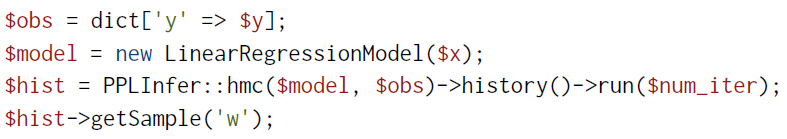 $obs = dict['y' => $y];
$model = new LinearRegressionModel($x);
$hist = PPLInfer::hmc($model, $obs)->history()->run($num_iter);
$hist->getSample('w');